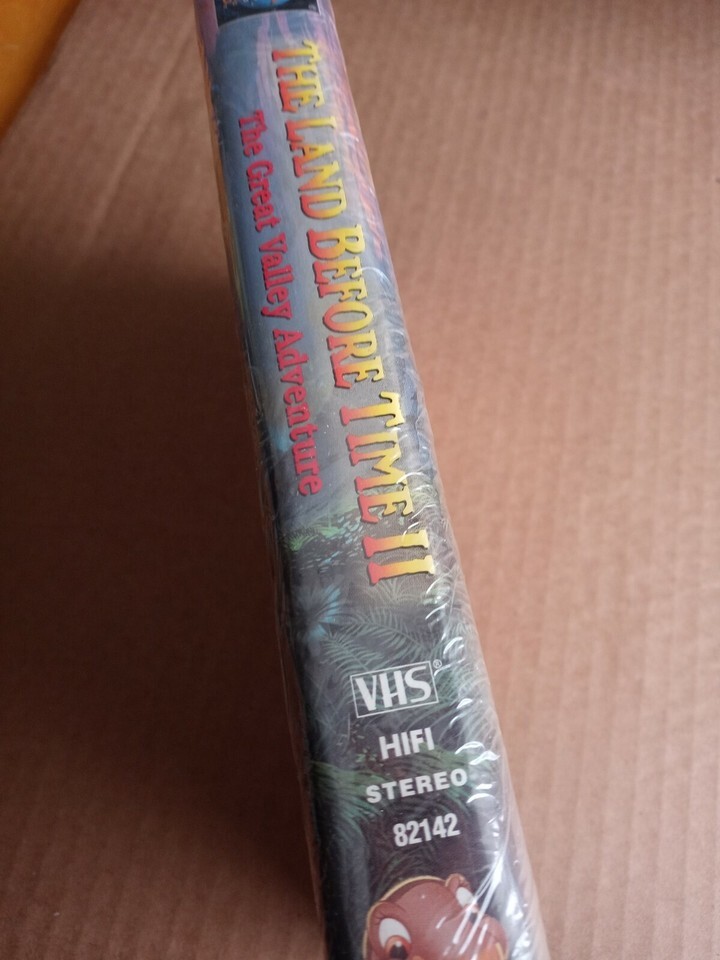 THE LAND BEFORE TIME II
The Great Valley Adventure
VHS®
HIFI
STEREO
82142